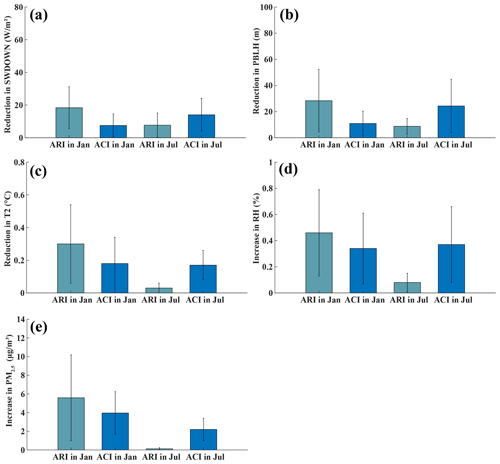 (a)
Reduction in SWDOWN (W/m²)
100
80
60
40
20
0
ARI in Jan ACI in Jan ARI in Jul ACI in Jul
(b)
Reduction in PBLH (m)
100
80
60
40
20
0
ARI in Jan ACI in Jan ARI in Jul ACI in Jul
(c)
Reduction in T2 (°C)
0.8
0.6
0.4
0.2
0
ARI in Jan ACI in Jan ARI in Jul ACI in Jul
(d)
Increase in RH (%)
1
0.8
0.6
0.4
0.2
0
ARI in Jan ACI in Jan ARI in Jul ACI in Jul
(e)
Increase in PM2.5 (μg/m³)
14
12
10
8
6
4
2
0
ARI in Jan ACI in Jan ARI in Jul ACI in Jul